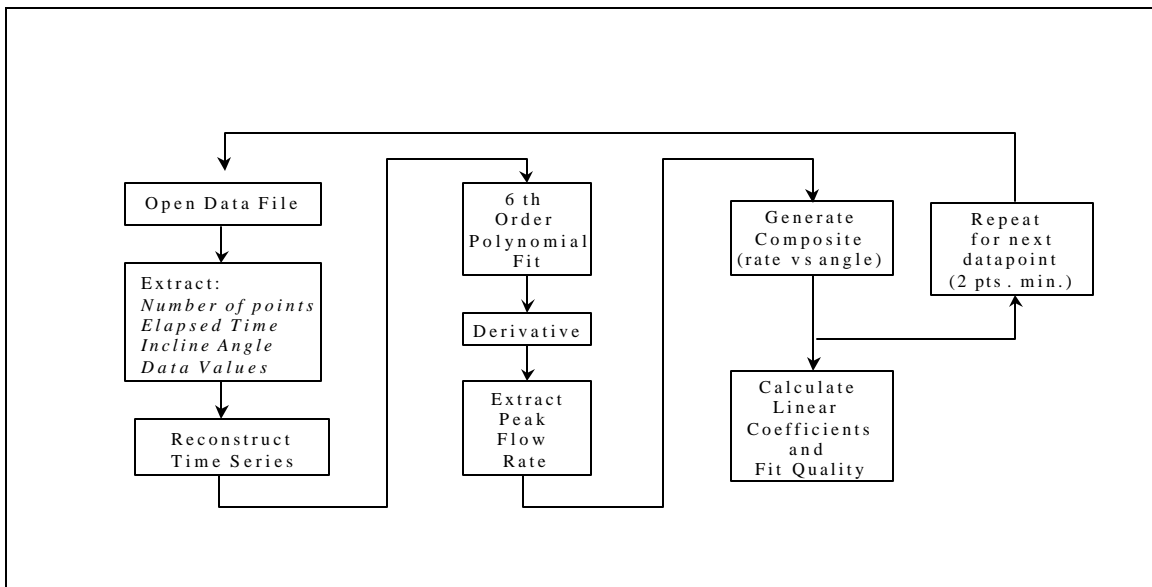 Open Data File
Extract:
Number of points
Elapsed Time
Incline Angle
Data Values
Reconstruct
Time Series
6 th
Order
Polynomial
Fit
Derivative
Extract
Peak
Flow
Rate
Generate
Composite
(rate vs angle)
Calculate
Linear
Coefficients
and
Fit Quality
Repeat
for next
datapoint
(2 pts. min.)